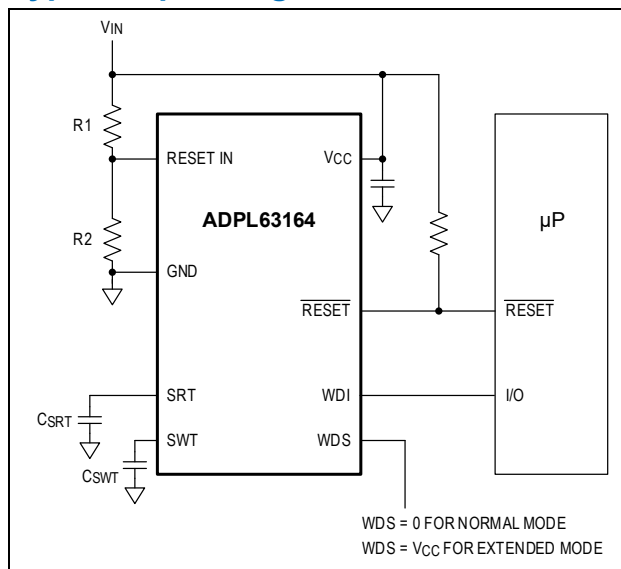 VIN
R1
RESET IN
VCC
ADPL63164
µP
R2
GND
RESET
RESET
SRT
WDI
I/O
CSRT
SWT
WDS
CSWT
WDS = 0 FOR NORMAL MODE
WDS = VCC FOR EXTENDED MODE